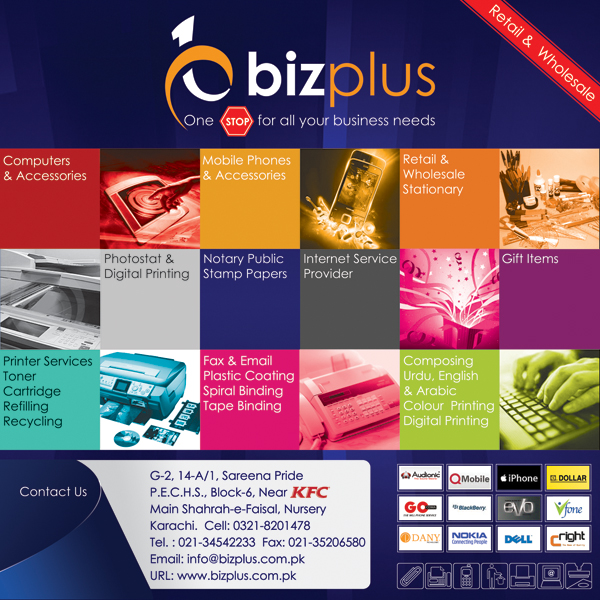 Retail & Wholesale
bizplus
One STOP for all your business needs
Computers
& Accessories
Mobile Phones
& Accessories
Retail &
Wholesale
Stationary
Photostat &
Digital Printing
Notary Public
Stamp Papers
Internet Service
Provider
Gift Items
Printer Services
Toner
Cartridge
Refilling
Recycling
Fax & Email
Plastic Coating
Spiral Binding
Tape Binding
Composing
Urdu, English
& Arabic
Colour Printing
Digital Printing
Contact Us
G-2, 14-A/1, Sareena Pride
P.E.C.H.S., Block-6, Near KFC
Main Shahrah-e-Faisal, Nursery
Karachi. Cell: 0321-8201478
Tel. : 021-34542233 Fax: 021-35206580
Email: info@bizplus.com.pk
URL: www.bizplus.com.pk
Audionic
QMobile
iPhone
DOLLAR
GO
BlackBerry
evo
Vfone
DANY
NOKIA
Connecting People
DELL
Cright